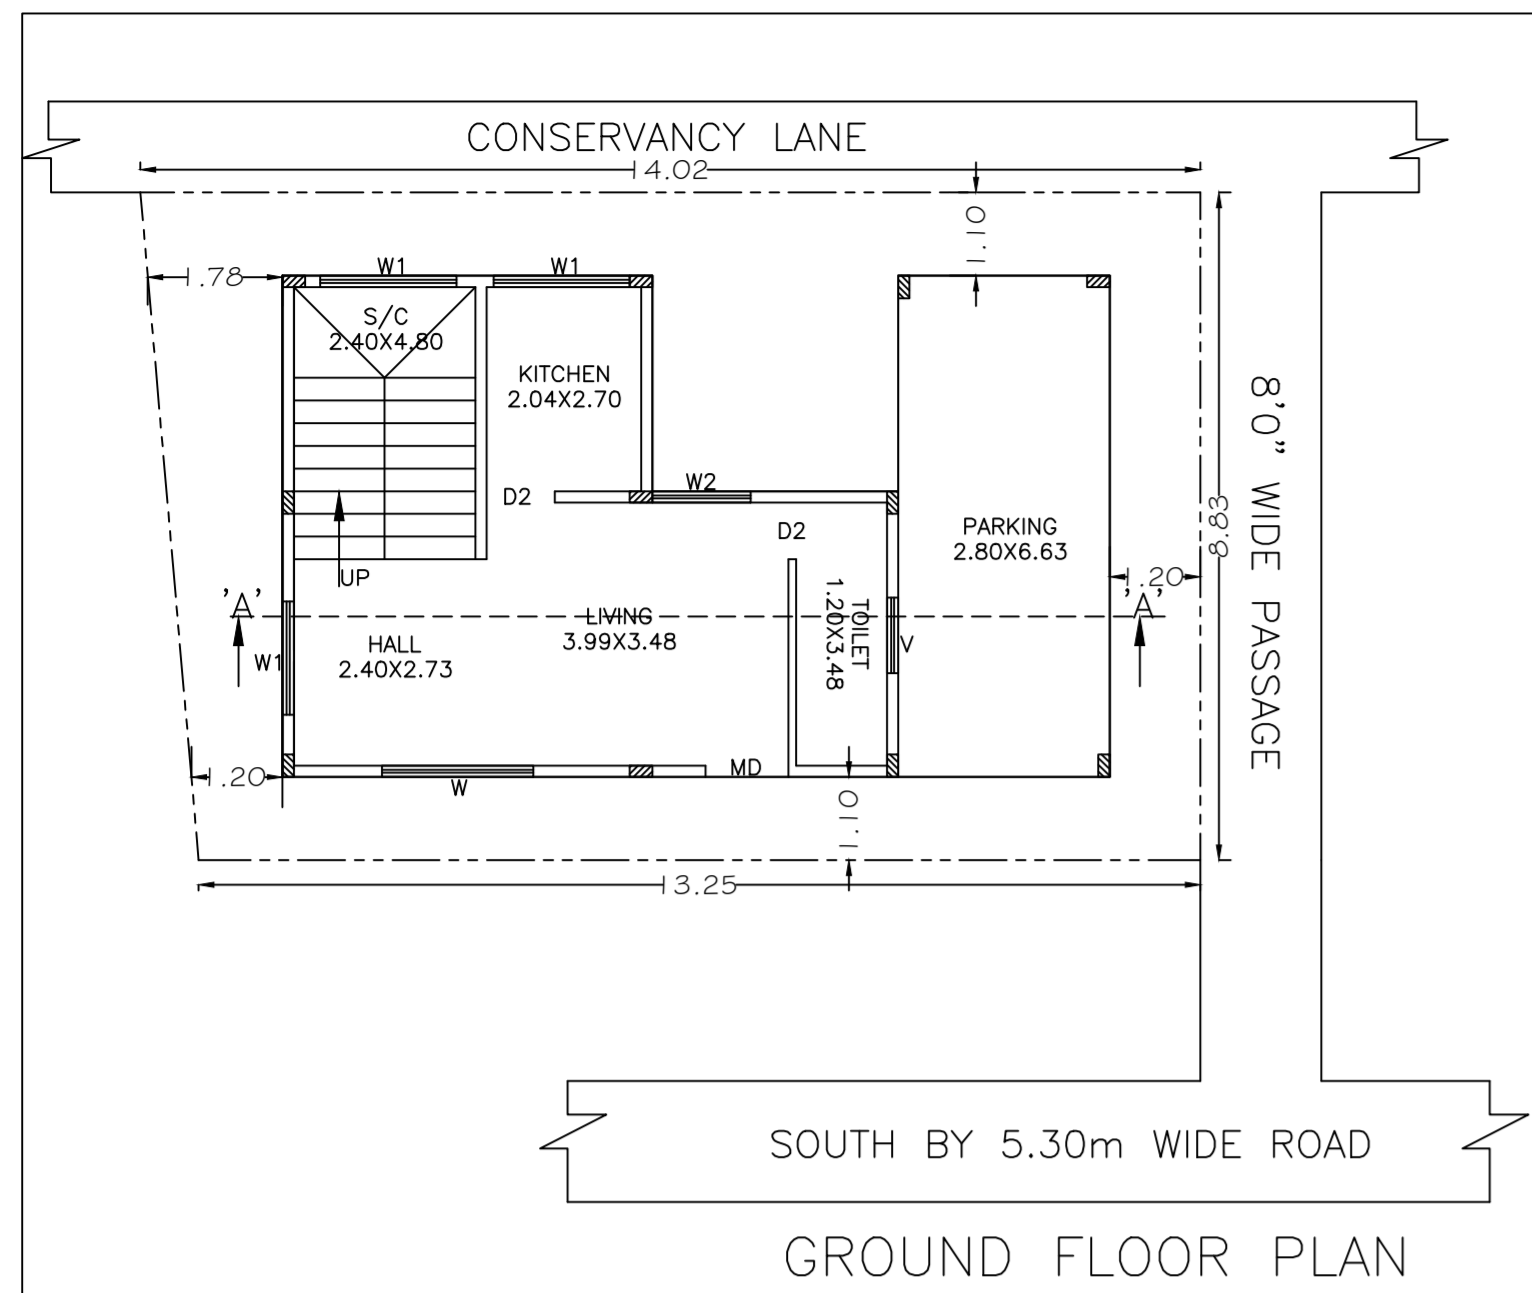 CONSERVANCY LANE
14.02
1.10
1.78
W1
W1
S/C
2.40X4.80
KITCHEN
2.04X2.70
8'0" WIDE PASSAGE
W2
D2
D2
PARKING
2.80X6.63
8.83
UP
1.20
'A'
'A'
LIVING
3.99X3.48
TOILET
1.20X3.48
HALL
2.40X2.73
W1
V
1.20
W
MD
1.10
13.25
SOUTH BY 5.30m WIDE ROAD
GROUND FLOOR PLAN